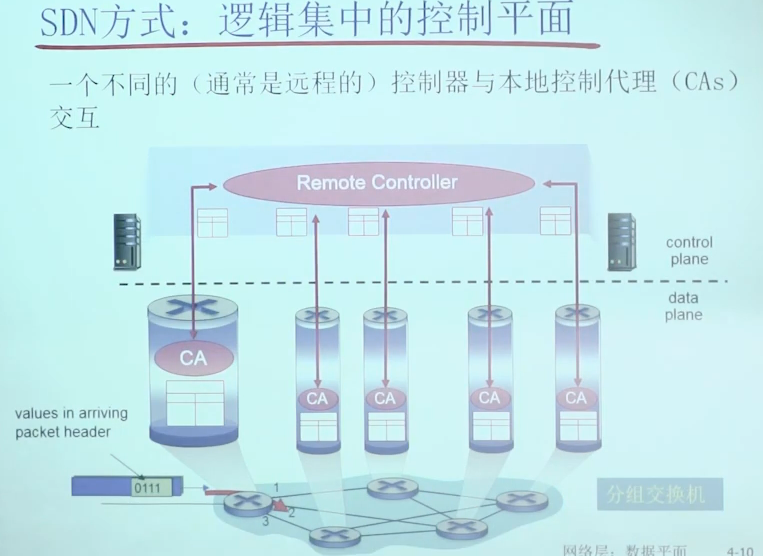 SDN方式：逻辑集中的控制平面
一个不同的（通常是远程的）控制器与本地控制代理（CAs）
交互
Remote Controller
control
plane
data
plane
CA
CA
CA
CA
CA
values in arriving
packet header
0111
1
2
3
分组交换机
网络层：数据平面 4-10